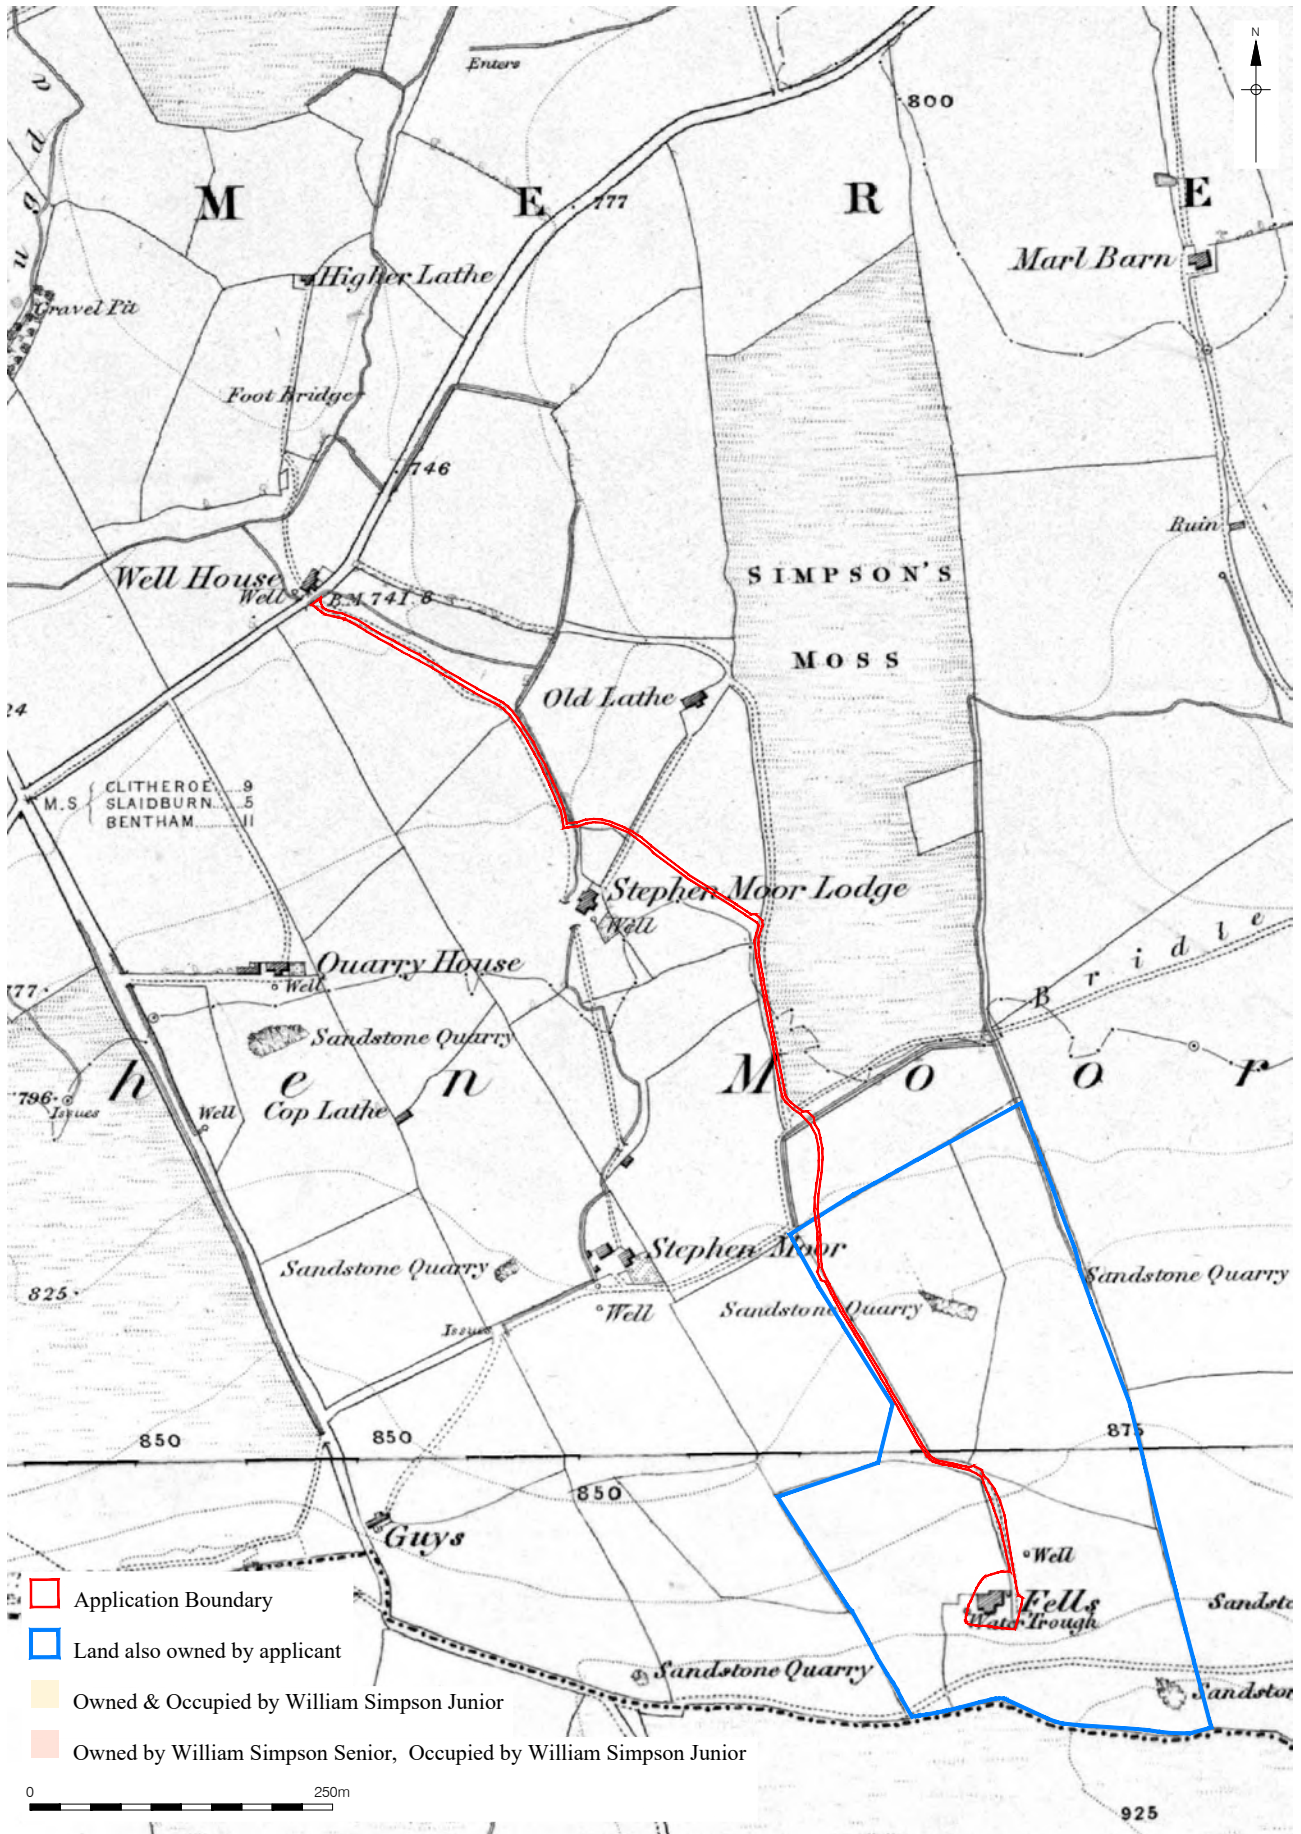 N
Enters
800
M E R E
777
Marl Barn
Higher Lathe
Gravel Pit
Foot Bridge
746
Ruin
Well House
Well
B.M 741·8
SIMPSON'S
MOSS
Old Lathe
24
M.S { CLITHEROE 9
SLAIDBURN 5
BENTHAM 11
Stephen Moor Lodge
Well
Bridle
Quarry House
Well
777
Sandstone Quarry
h e n M o o r
796
Issues
Well
Cop Lathe
Stephen Moor
Sandstone Quarry
Sandstone Quarry
825
Sandstone Quarry
Well
Issues
850
850
875
850
Guys
Well
Fells
Water Trough
Sandsto
Sandstone Quarry
Sandston
925
Application Boundary
Land also owned by applicant
Owned & Occupied by William Simpson Junior
Owned by William Simpson Senior, Occupied by William Simpson Junior
0 250m